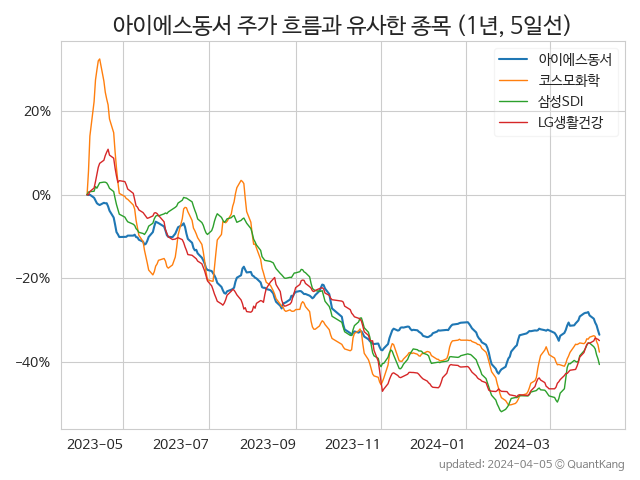 아이에스동서 주가 흐름과 유사한 종목 (1년, 5일선)
아이에스동서
코스모화학
삼성SDI
LG생활건강
20%
0%
−20%
−40%
2023-05 2023-07 2023-09 2023-11 2024-01 2024-03
updated: 2024-04-05 © QuantKang